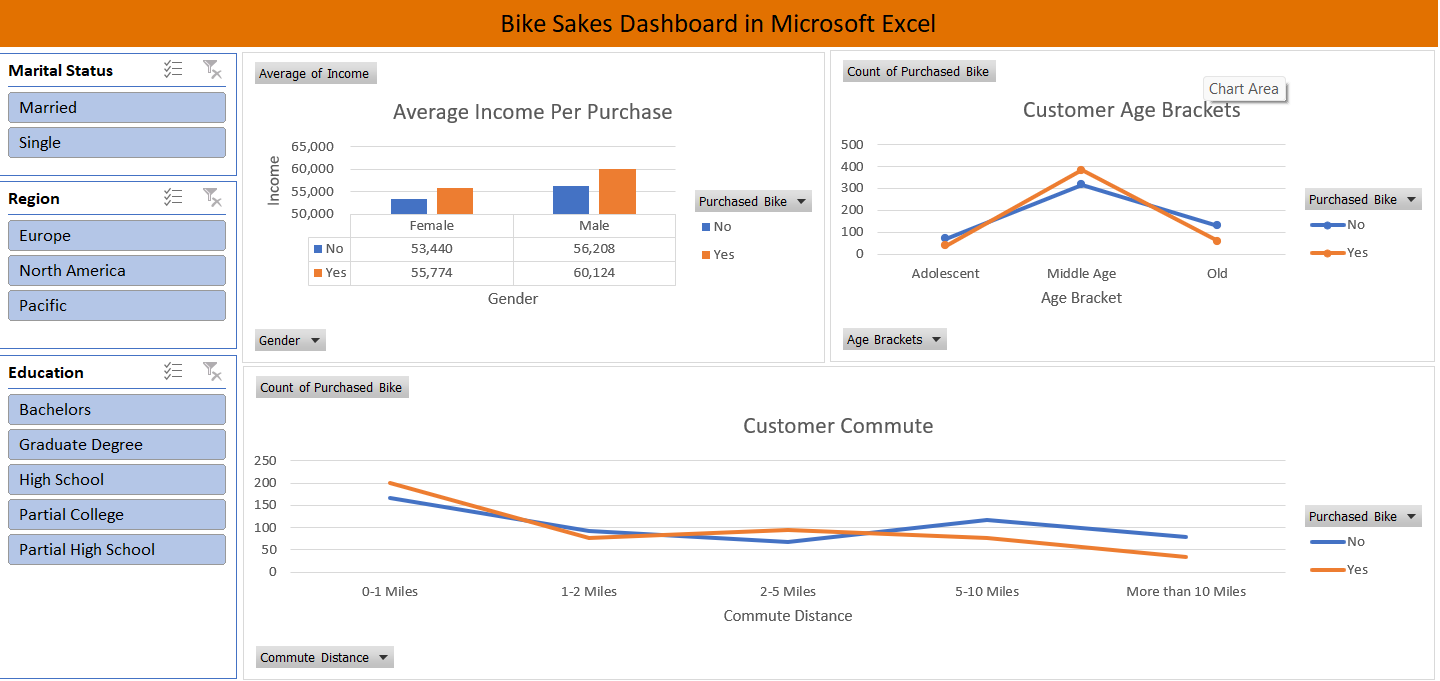 Bike Sakes Dashboard in Microsoft Excel
Marital Status
Married
Single
Region
Europe
North America
Pacific
Education
Bachelors
Graduate Degree
High School
Partial College
Partial High School
Average of Income
Average Income Per Purchase
Income
65,000
60,000
55,000
50,000
Female Male
No 53,440 56,208
Yes 55,774 60,124
Gender
Purchased Bike
No
Yes
Gender
Count of Purchased Bike
Chart Area
Customer Age Brackets
500
400
300
200
100
0
Adolescent Middle Age Old
Age Bracket
Purchased Bike
No
Yes
Age Brackets
Count of Purchased Bike
Customer Commute
250
200
150
100
50
0
0-1 Miles 1-2 Miles 2-5 Miles 5-10 Miles More than 10 Miles
Commute Distance
Purchased Bike
No
Yes
Commute Distance